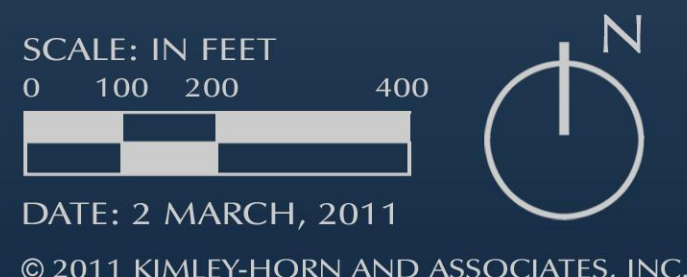 SCALE: IN FEET
N
0 100 200 400
DATE: 2 MARCH, 2011
© 2011 KIMLEY-HORN AND ASSOCIATES, INC.